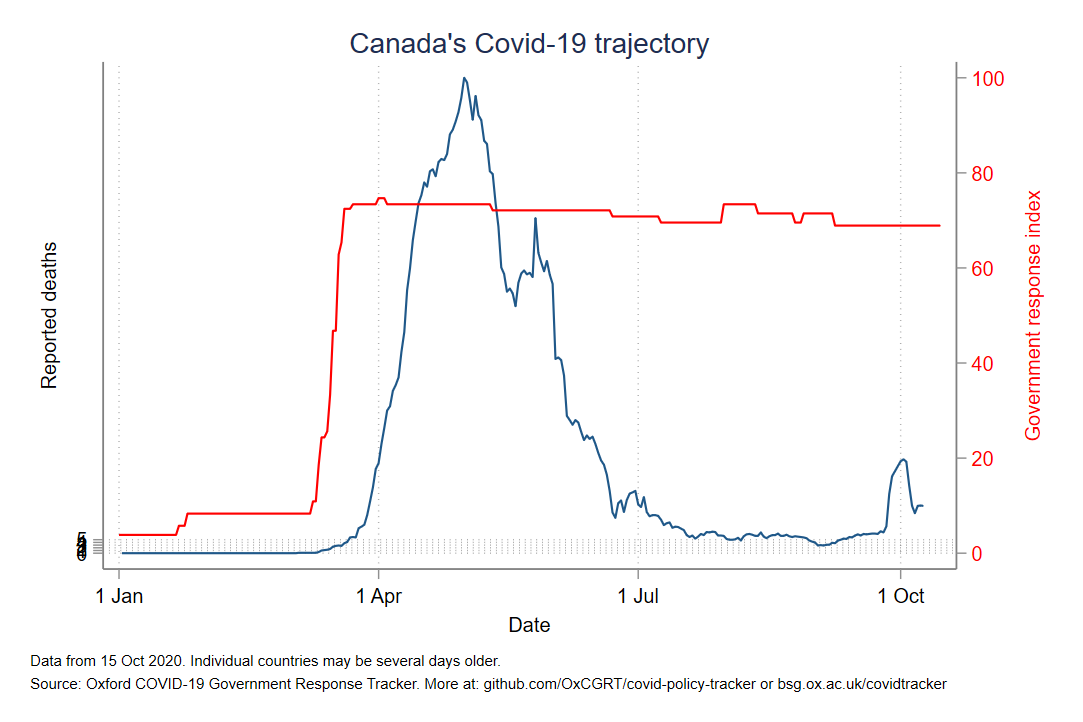 Canada's Covid-19 trajectory
100
80
60
40
20
0
5
0
Reported deaths
Government response index
1 Jan
1 Apr
1 Jul
1 Oct
Date
Data from 15 Oct 2020. Individual countries may be several days older.
Source: Oxford COVID-19 Government Response Tracker. More at: github.com/OxCGRT/covid-policy-tracker or bsg.ox.ac.uk/covidtracker